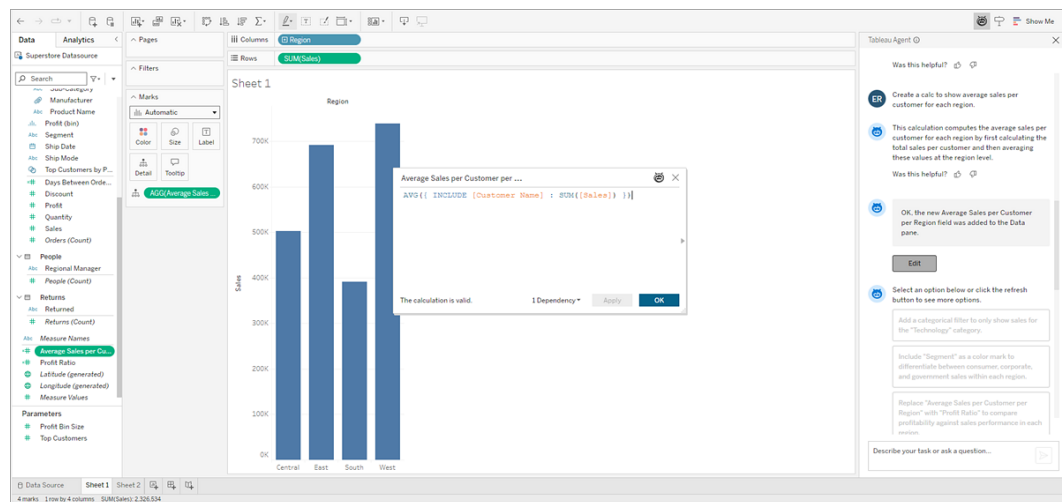 Show Me
Data
Analytics
Superstore Datasource
Search
Manufacturer
Abc Product Name
Profit (bin)
Abc Segment
Ship Date
Abc Ship Mode
Top Customers by P...
Days Between Orde...
Discount
Profit
Quantity
Sales
Orders (Count)
People
Abc Regional Manager
People (Count)
Returns
Abc Returned
Returns (Count)
Abc Measure Names
Average Sales per Cu...
Profit Ratio
Latitude (generated)
Longitude (generated)
Measure Values
Parameters
Profit Bin Size
Top Customers
Pages
Filters
Marks
Automatic
Color Size Label
Detail Tooltip
AGG(Average Sales ...
Columns Region
Rows SUM(Sales)
Sheet 1
Region
Sales
700K
600K
500K
400K
300K
200K
100K
0K
Central East South West
Average Sales per Customer per ...
AVG({ INCLUDE [Customer Name] : SUM([Sales]) })
The calculation is valid.
1 Dependency
Apply
OK
Tableau Agent
Was this helpful?
ER
Create a calc to show average sales per
customer for each region.
This calculation computes the average sales per
customer for each region by first calculating the
total sales per customer and then averaging
these values at the region level.
Was this helpful?
OK, the new Average Sales per Customer
per Region field was added to the Data
pane.
Edit
Select an option below or click the refresh
button to see more options.
Add a categorical filter to only show sales for
the "Technology" category.
Include "Segment" as a color mark to
differentiate between consumer, corporate,
and government sales within each region.
Replace "Average Sales per Customer per
Region" with "Profit Ratio" to compare
profitability against sales performance in each
Describe your task or ask a question...
Data Source Sheet 1 Sheet 2
4 marks 1 row by 4 columns SUM(Sales): 2,326,534